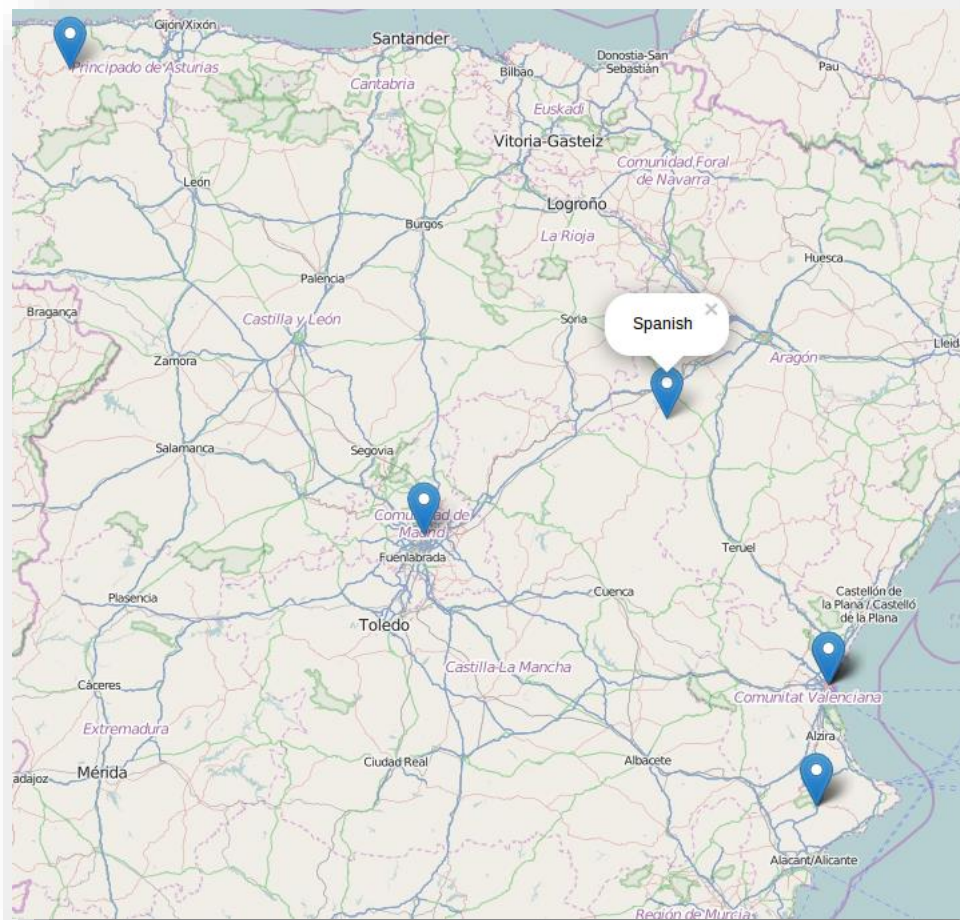 Gijón/Xixón
Santander
Principado de Asturias
Cantabria
Bilbao
Donostia-San
Sebastián
Pau
Euskadi
Vitoria-Gasteiz
Comunidad Foral
de Navarra
León
Logroño
Burgos
La Rioja
Huesca
Palencia
Bragança
Castilla y León
Soria
Spanish
×
Lleid
Zamora
Aragón
Salamanca
Segovia
Comunidad de
Madrid
Fuenlabrada
Teruel
Plasencia
Cuenca
Castellón de
la Plana / Castelló
de la Plana
Toledo
Castilla-La Mancha
Cáceres
Comunitat Valenciana
Extremadura
Alzira
Ciudad Real
Albacete
adajoz
Mérida
Alacant/Alicante
Región de Murcia